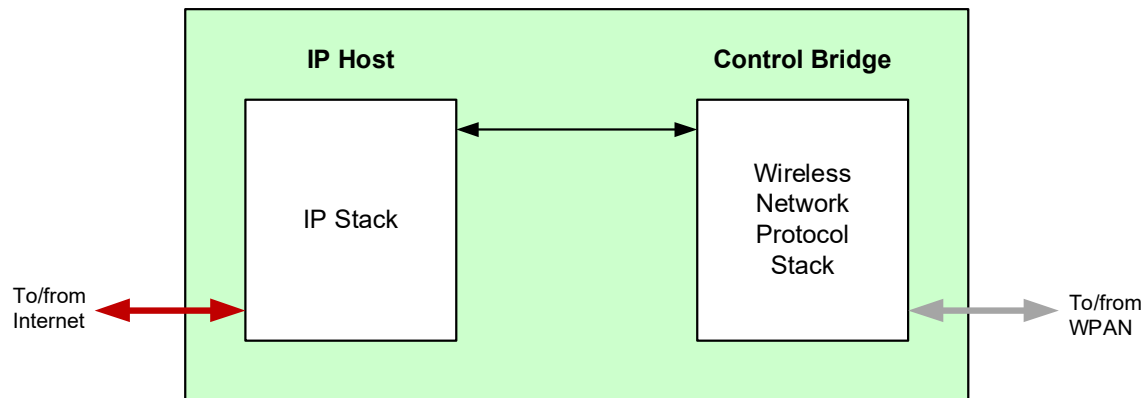 IP Host
Control Bridge
IP Stack
Wireless
Network
Protocol
Stack
To/from
Internet
To/from
WPAN